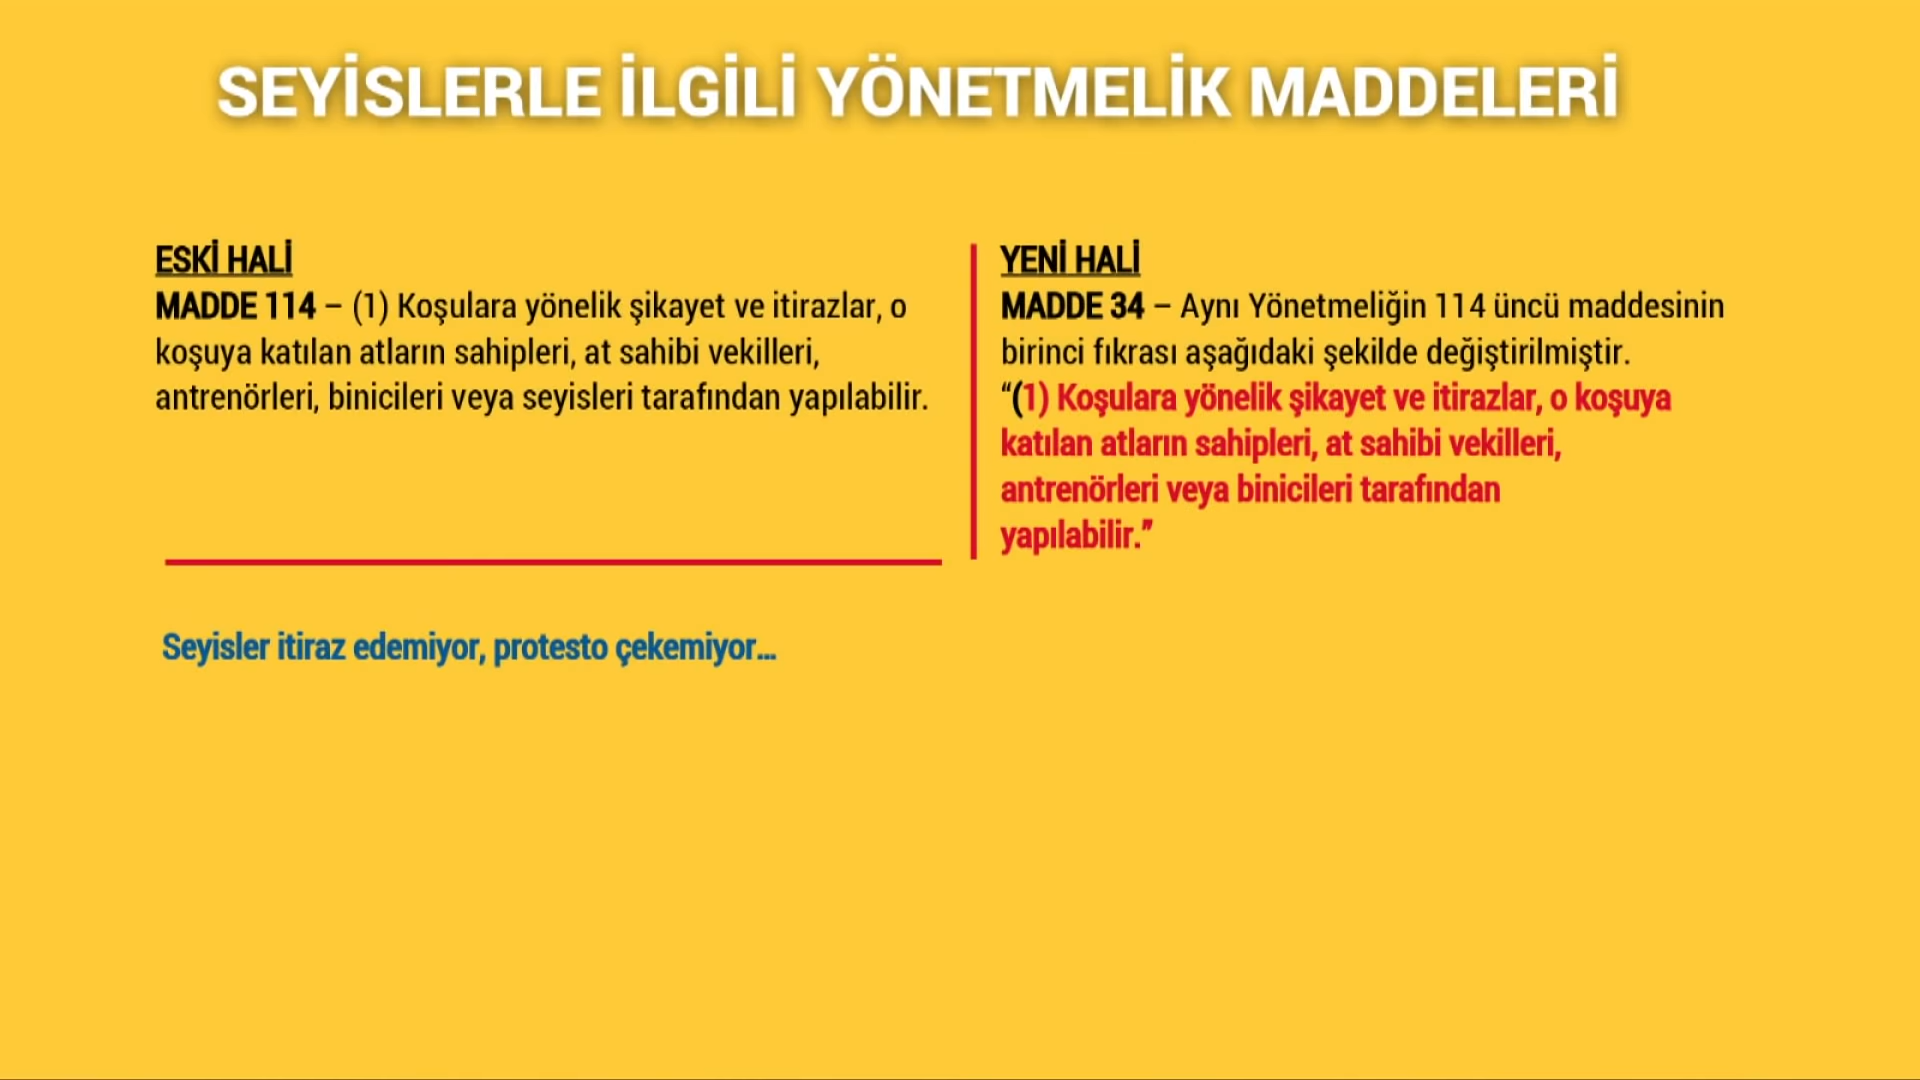 SEYİSLERLE İLGİLİ YÖNETMELİK MADDELERİ
ESKİ HALİ
MADDE 114 – (1) Koşulara yönelik şikayet ve itirazlar, o
koşuya katılan atların sahipleri, at sahibi vekilleri,
antrenörleri, binicileri veya seyisleri tarafından yapılabilir.
YENİ HALİ
MADDE 34 – Aynı Yönetmeliğin 114 üncü maddesinin
birinci fıkrası aşağıdaki şekilde değiştirilmiştir.
“(1) Koşulara yönelik şikayet ve itirazlar, o koşuya
katılan atların sahipleri, at sahibi vekilleri,
antrenörleri veya binicileri tarafından
yapılabilir.”
Seyisler itiraz edemiyor, protesto çekemiyor...